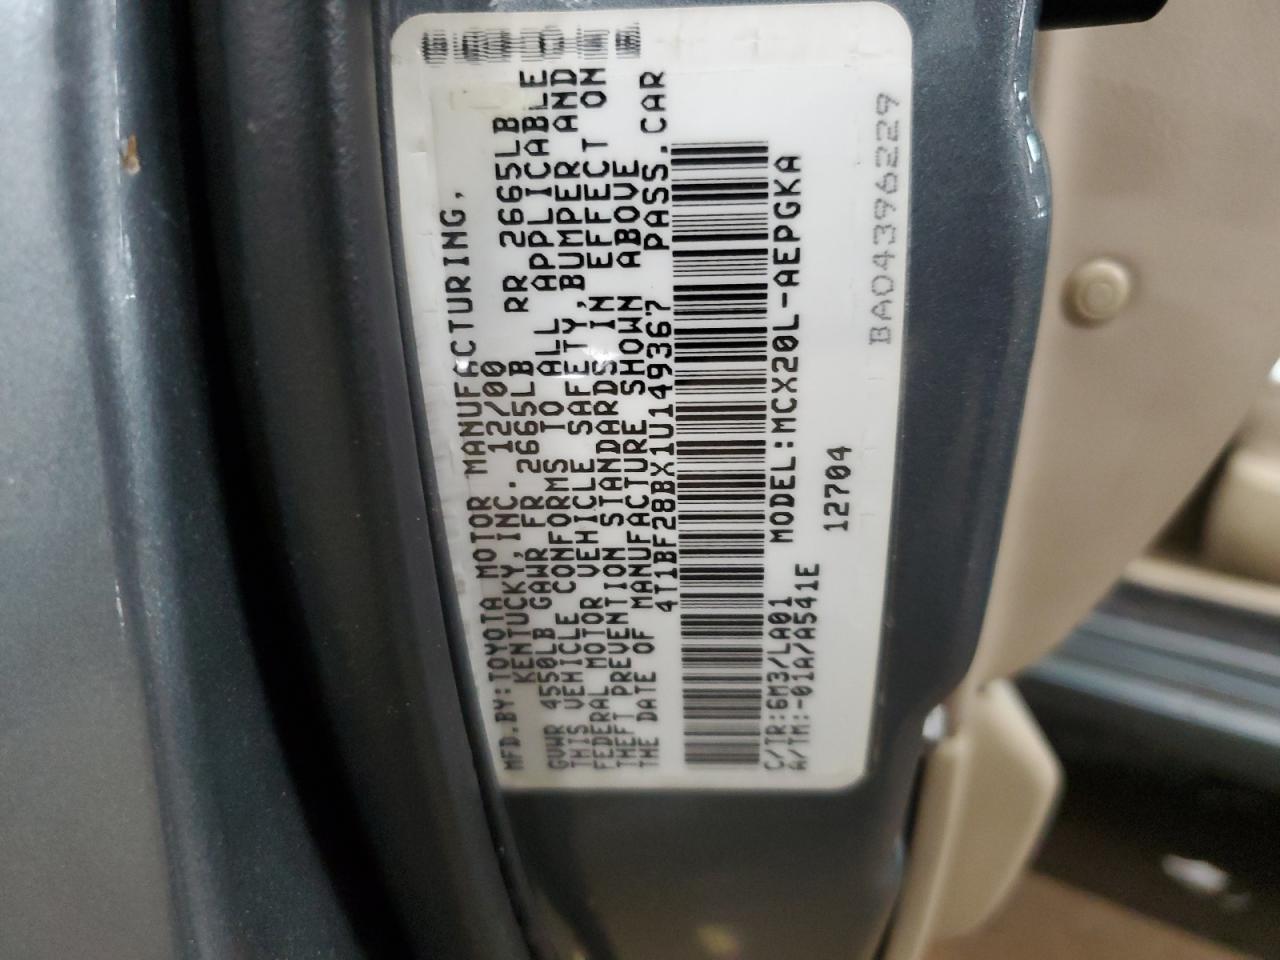 MFD.BY:TOYOTA MOTOR MANUFACTURING,
KENTUCKY,INC. 12/00
GVWR 4550LB GAWR FR 2665LB RR 2665LB
THIS VEHICLE CONFORMS TO ALL APPLICABLE
FEDERAL MOTOR VEHICLE SAFETY,BUMPER AND
THEFT PREVENTION STANDARDS IN EFFECT ON
THE DATE OF MANUFACTURE SHOWN ABOVE
4T1BF28BX1U149367 PASS.CAR
C/TR:6M3/LA01 MODEL:MCX20L-AEPGKA
A/TM:-01A/A541E 12704
BA04396229